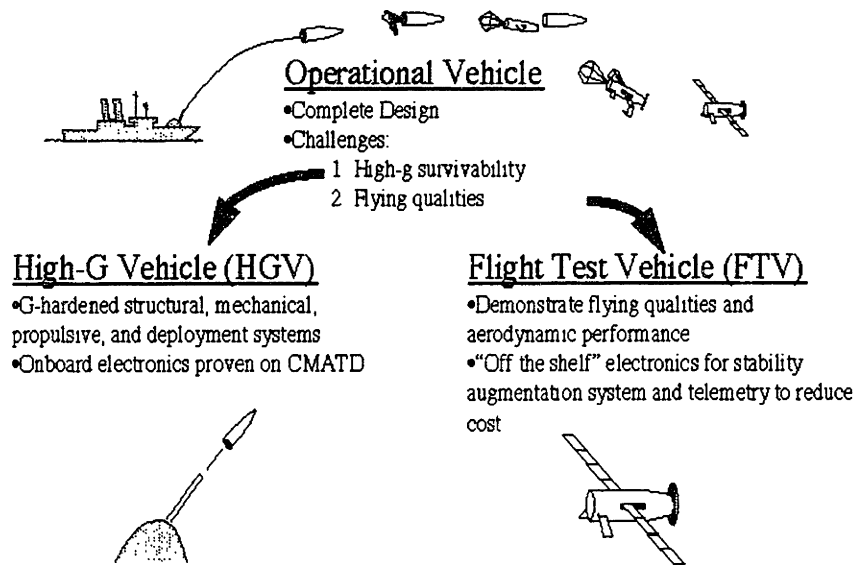 Operational Vehicle
•Complete Design
•Challenges:
1 High-g survivability
2 Flying qualities
High-G Vehicle (HGV)
•G-hardened structural, mechanical,
propulsive, and deployment systems
•Onboard electronics proven on CMATD
Flight Test Vehicle (FTV)
•Demonstrate flying qualities and
aerodynamic performance
•“Off the shelf” electronics for stability
augmentation system and telemetry to reduce
cost